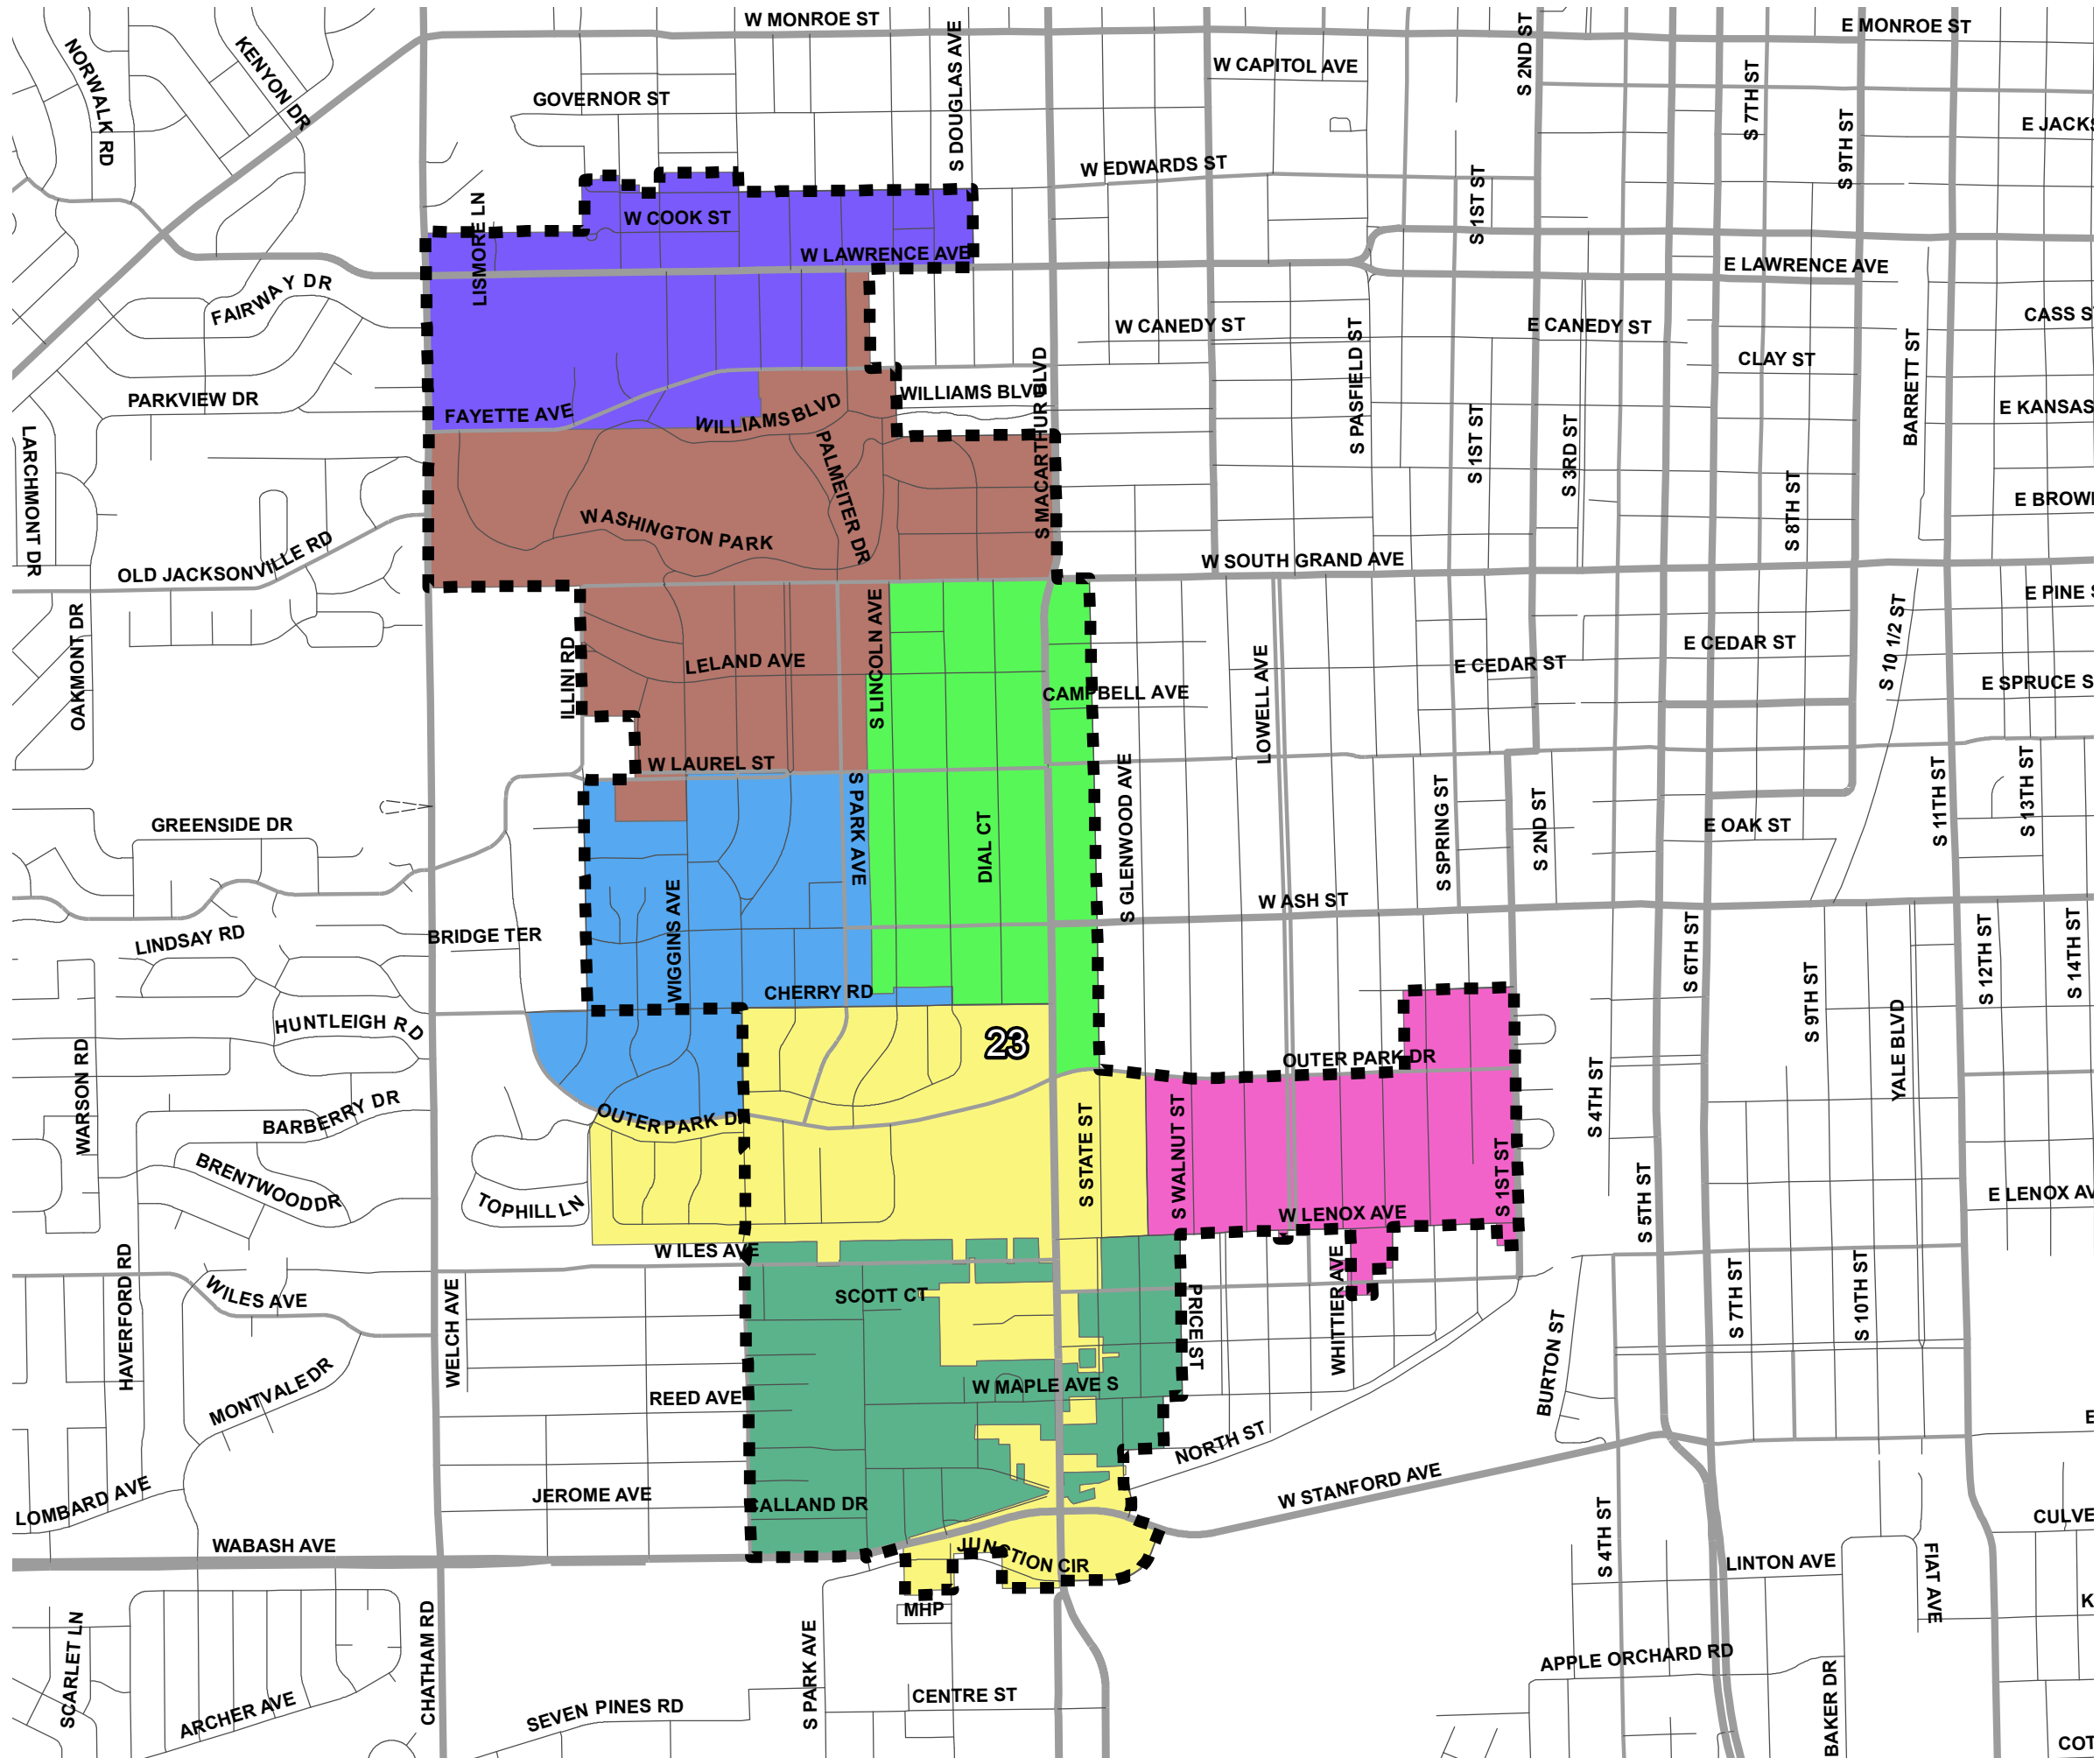 W MONROE ST
E MONROE ST
NORWALK RD
KENYON DR
S DOUGLAS AVE
W CAPITOL AVE
S 2ND ST
S 7TH ST
GOVERNOR ST
S 9TH ST
E JACK
W EDWARDS ST
S 1ST ST
LISMORE LN
W COOK ST
W LAWRENCE AVE
E LAWRENCE AVE
FAIRWAY DR
W CANEDY ST
E CANEDY ST
CASS S
S PASFIELD ST
BARRETT ST
CLAY ST
PARKVIEW DR
WILLIAMS BLVD
S MACARTHUR BLVD
FAYETTE AVE
WILLIAMS BLVD
E KANSAS
LARCHMONT DR
PALMEITER DR
S 1ST ST
S 3RD ST
S 8TH ST
E BROW
WASHINGTON PARK
OLD JACKSONVILLE RD
W SOUTH GRAND AVE
E PINE S
OAKMONT DR
ILLINI RD
S LINCOLN AVE
S 10 1/2 ST
LELAND AVE
LOWELL AVE
E CEDAR ST
E CEDAR ST
CAMPBELL AVE
E SPRUCE S
W LAUREL ST
S GLENWOOD AVE
S PARK AVE
DIAL CT
S SPRING ST
S 2ND ST
S 11TH ST
S 13TH ST
GREENSIDE DR
E OAK ST
W ASH ST
WIGGINS AVE
LINDSAY RD
BRIDGE TER
S 6TH ST
S 12TH ST
S 14TH ST
CHERRY RD
S 9TH ST
YALE BLVD
HUNTLEIGH RD
23
WARSON RD
OUTER PARK DR
S 4TH ST
BARBERRY DR
OUTER PARK D
S STATE ST
S WALNUT ST
S 1ST ST
BRENTWOOD DR
TOPHILL LN
W LENOX AVE
S 5TH ST
E LENOX AV
HAVERFORD RD
W ILES AVE
W ILES AVE
SCOTT CT
WELCH AVE
PRICE ST
WHITTIER AVE
S 7TH ST
S 10TH ST
BURTON ST
MONTVALE DR
REED AVE
W MAPLE AVE S
NORTH ST
W STANFORD AVE
LOMBARD AVE
JEROME AVE
CALLAND DR
S 4TH ST
CULVE
WABASH AVE
JUNCTION CIR
LINTON AVE
FIAT AVE
MHP
K
SCARLET LN
CHATHAM RD
S PARK AVE
APPLE ORCHARD RD
BAKER DR
ARCHER AVE
SEVEN PINES RD
CENTRE ST
COT
E